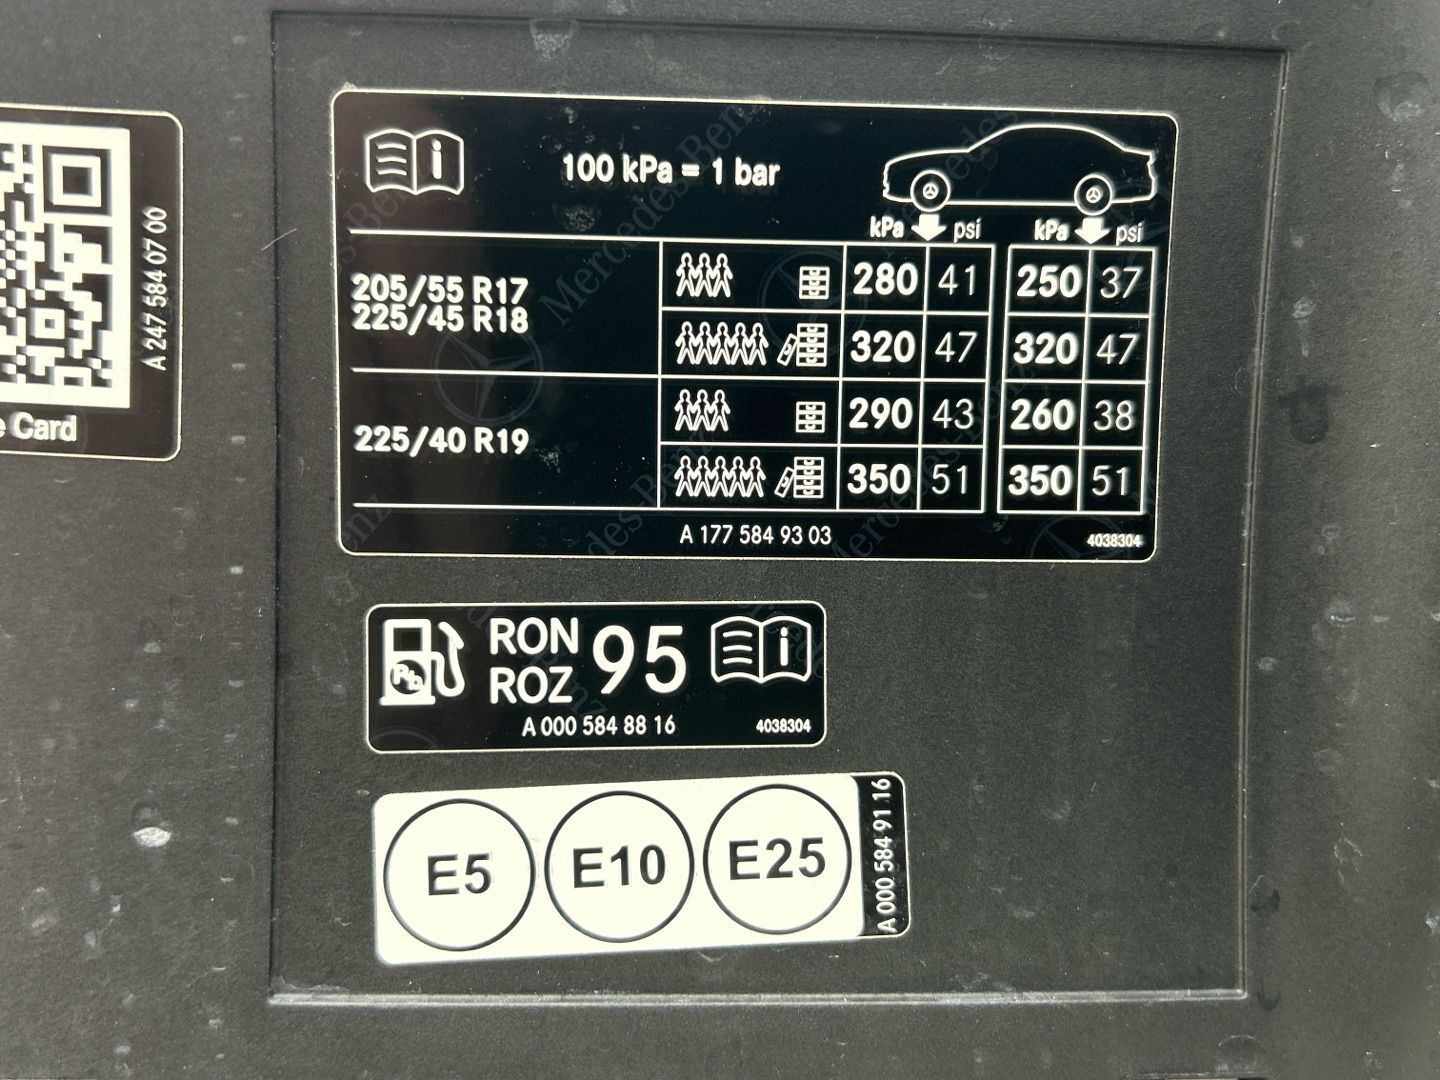 100 kPa = 1 bar
kPa psi kPa psi
205/55 R17
225/45 R18
280 41 250 37
320 47 320 47
225/40 R19
290 43 260 38
350 51 350 51
A 177 584 93 03
4038304
A 247 584 07 00
e Card
Pb
RON
ROZ
95
i
i
A 000 584 88 16
4038304
E5
E10
E25
A 000 584 91 16
Mercedes-Benz